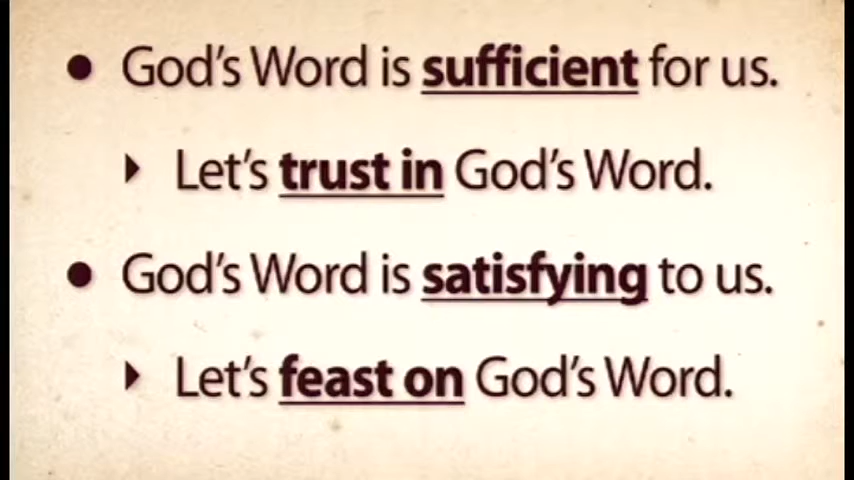 ● God's Word is sufficient for us.
‣ Let's trust in God's Word.
● God's Word is satisfying to us.
‣ Let's feast on God's Word.